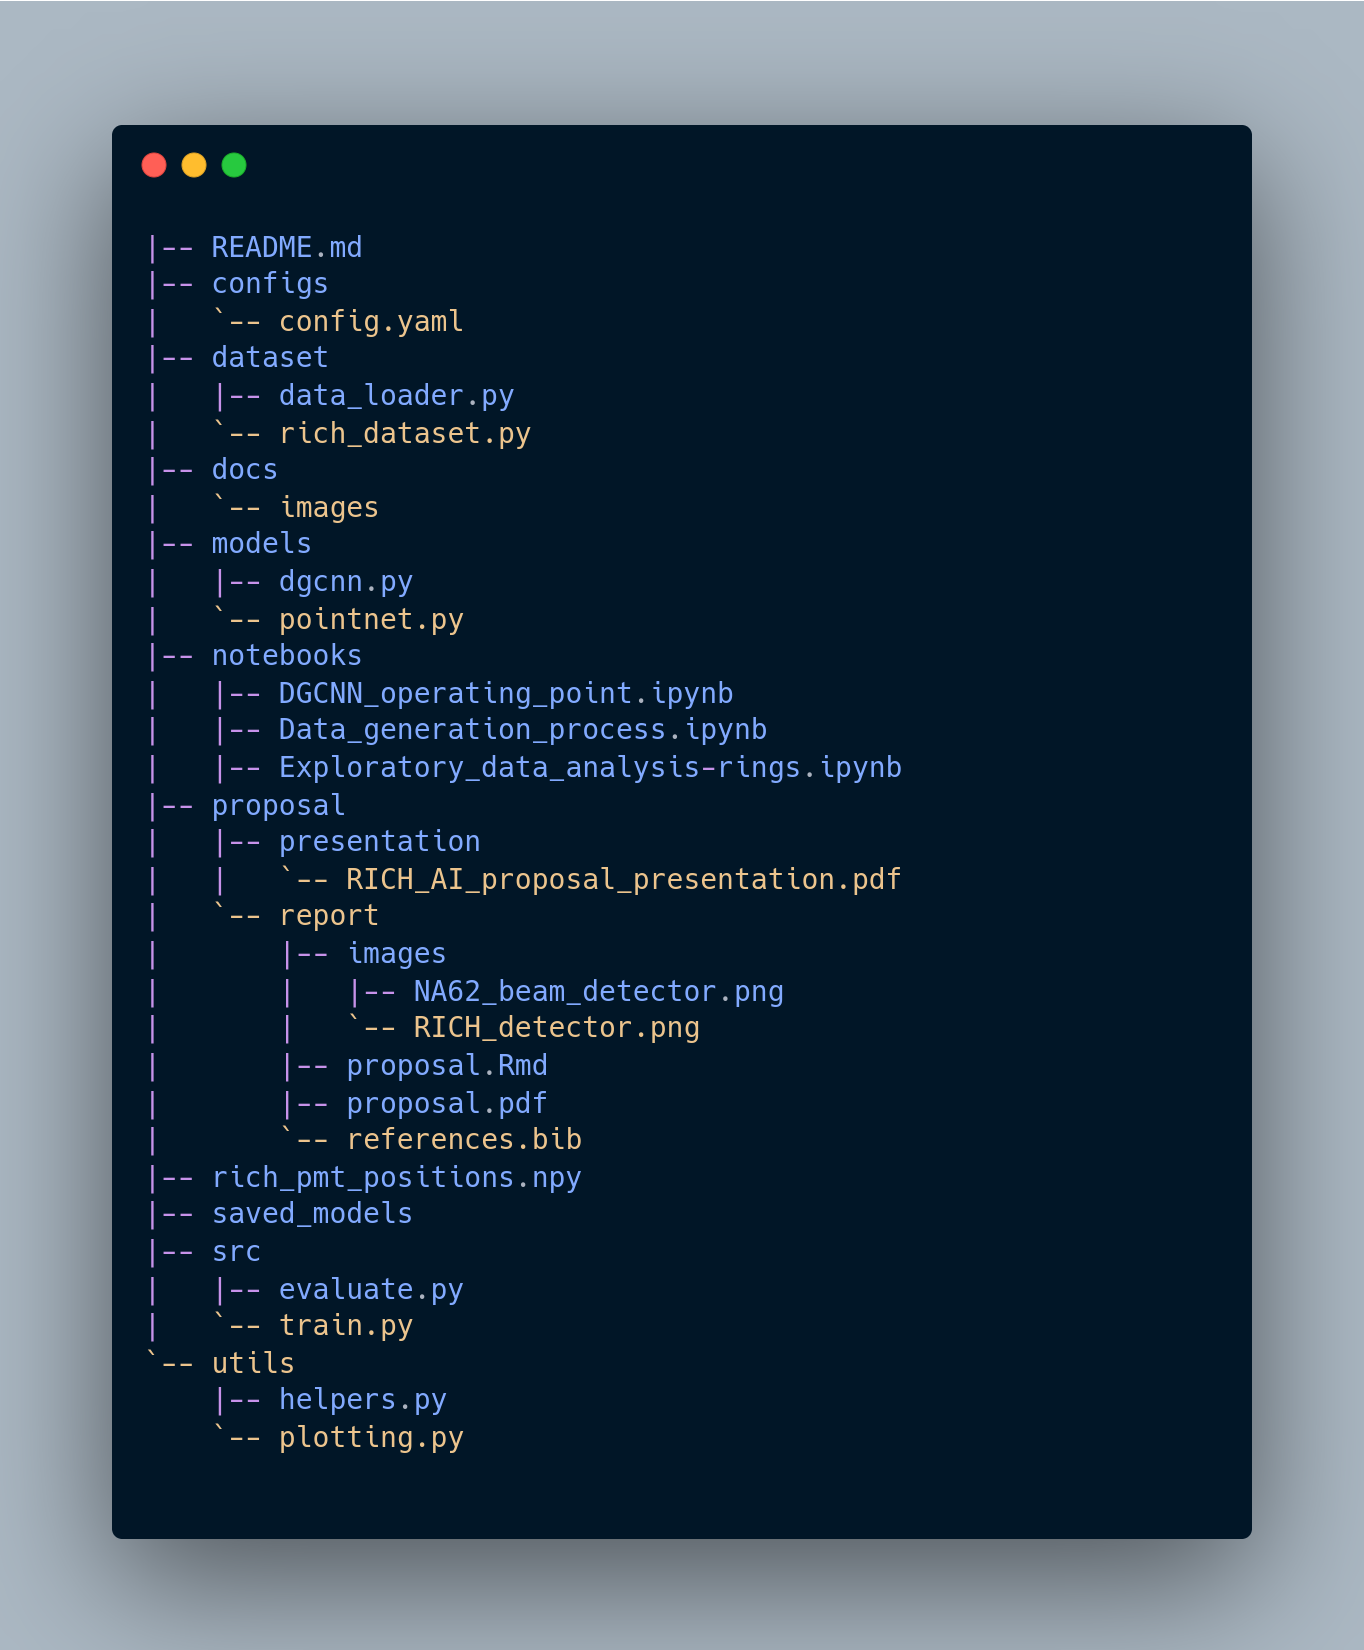 |-- README.md
|-- configs
|   `-- config.yaml
|-- dataset
|   |-- data_loader.py
|   `-- rich_dataset.py
|-- docs
|   `-- images
|-- models
|   |-- dgcnn.py
|   `-- pointnet.py
|-- notebooks
|   |-- DGCNN_operating_point.ipynb
|   |-- Data_generation_process.ipynb
|   |-- Exploratory_data_analysis-rings.ipynb
|-- proposal
|   |-- presentation
|   |   `-- RICH_AI_proposal_presentation.pdf
|   `-- report
|       |-- images
|       |   |-- NA62_beam_detector.png
|       |   `-- RICH_detector.png
|       |-- proposal.Rmd
|       |-- proposal.pdf
|       `-- references.bib
|-- rich_pmt_positions.npy
|-- saved_models
|-- src
|   |-- evaluate.py
|   `-- train.py
`-- utils
    |-- helpers.py
    `-- plotting.py